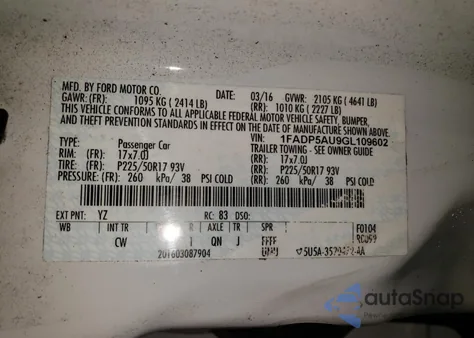 MFD. BY FORD MOTOR CO.
DATE: 03/16 GVWR: 2105 KG ( 4641 LB)
GAWR:(FR): 1095 KG ( 2414 LB) (RR): 1010 KG ( 2227 LB)
THIS VEHICLE CONFORMS TO ALL APPLICABLE FEDERAL MOTOR VEHICLE SAFETY, BUMPER,
AND THEFT PREVENTION STANDARDS IN EFFECT ON THE DATE OF MANUFACTURE SHOWN ABOVE.
VIN: 1FADP5AU9GL109602
TYPE: Passenger Car TRAILER TOWING - SEE OWNER GUIDE
RIM: (FR): 17x7.0J (RR): 17x7.0J
TIRE: (FR): P225/50R17 93V (RR): P225/50R17 93V
PRESSURE: (FR): 260 kPa/ 38 PSI COLD (RR): 260 kPa/ 38 PSI COLD
EXT PNT: YZ RC: 83 DSO:
WB INT TR R AXLE TR SPR F0104
CW 1 1 QN J
201603087904
autaSnap